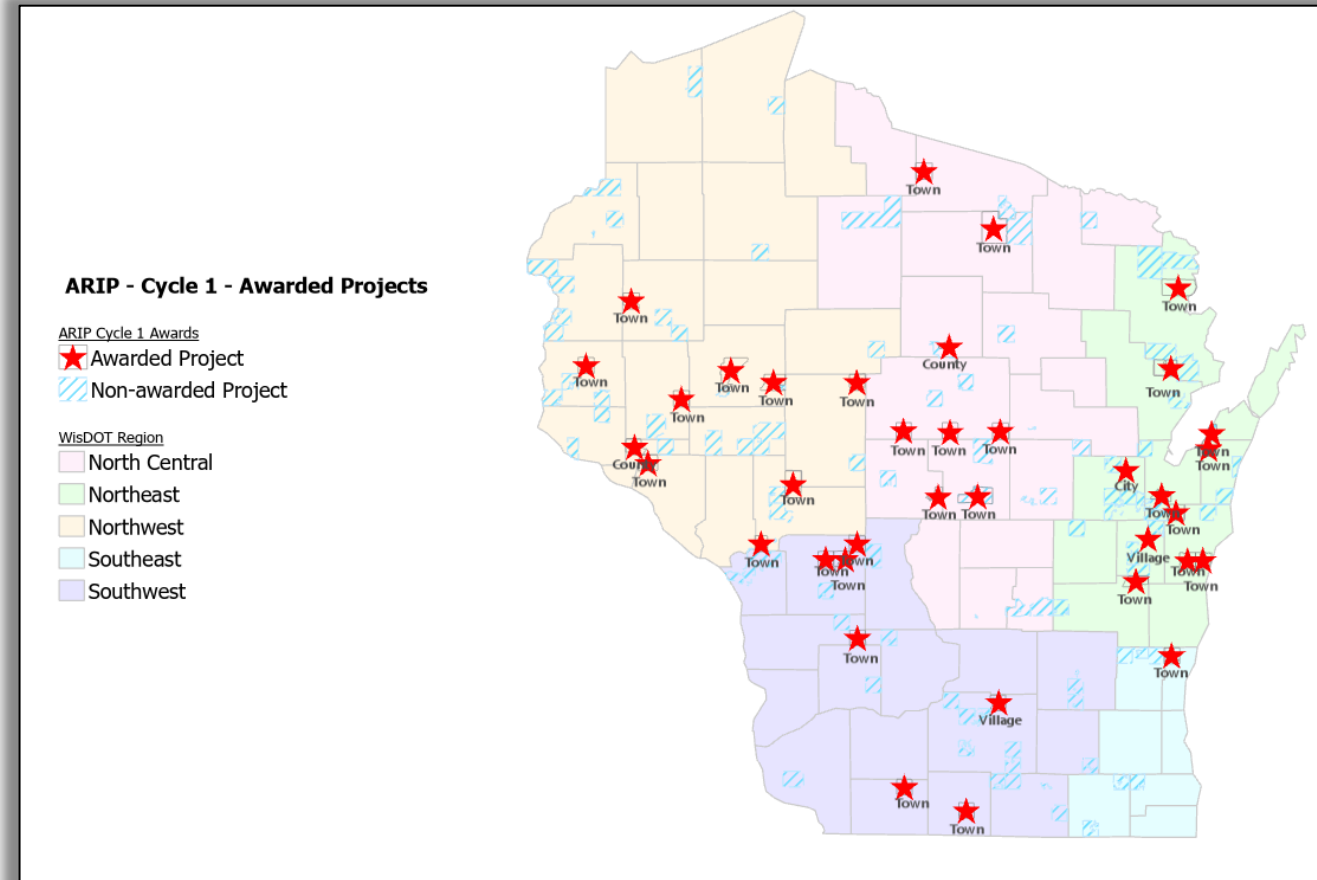 ARIP - Cycle 1 - Awarded Projects
ARIP Cycle 1 Awards
Awarded Project
Non-awarded Project
WisDOT Region
North Central
Northeast
Northwest
Southeast
Southwest
Town
Town
Town
Town
County
Town
Town
Town
Town
Town
Town
Town
Town
Town
Town
Town
Town
County
Town
City
Town
Town
Town
Town
Town
Village
Town
Town
Town
Town
Town
Town
Town
Town
Town
Village
Town
Town